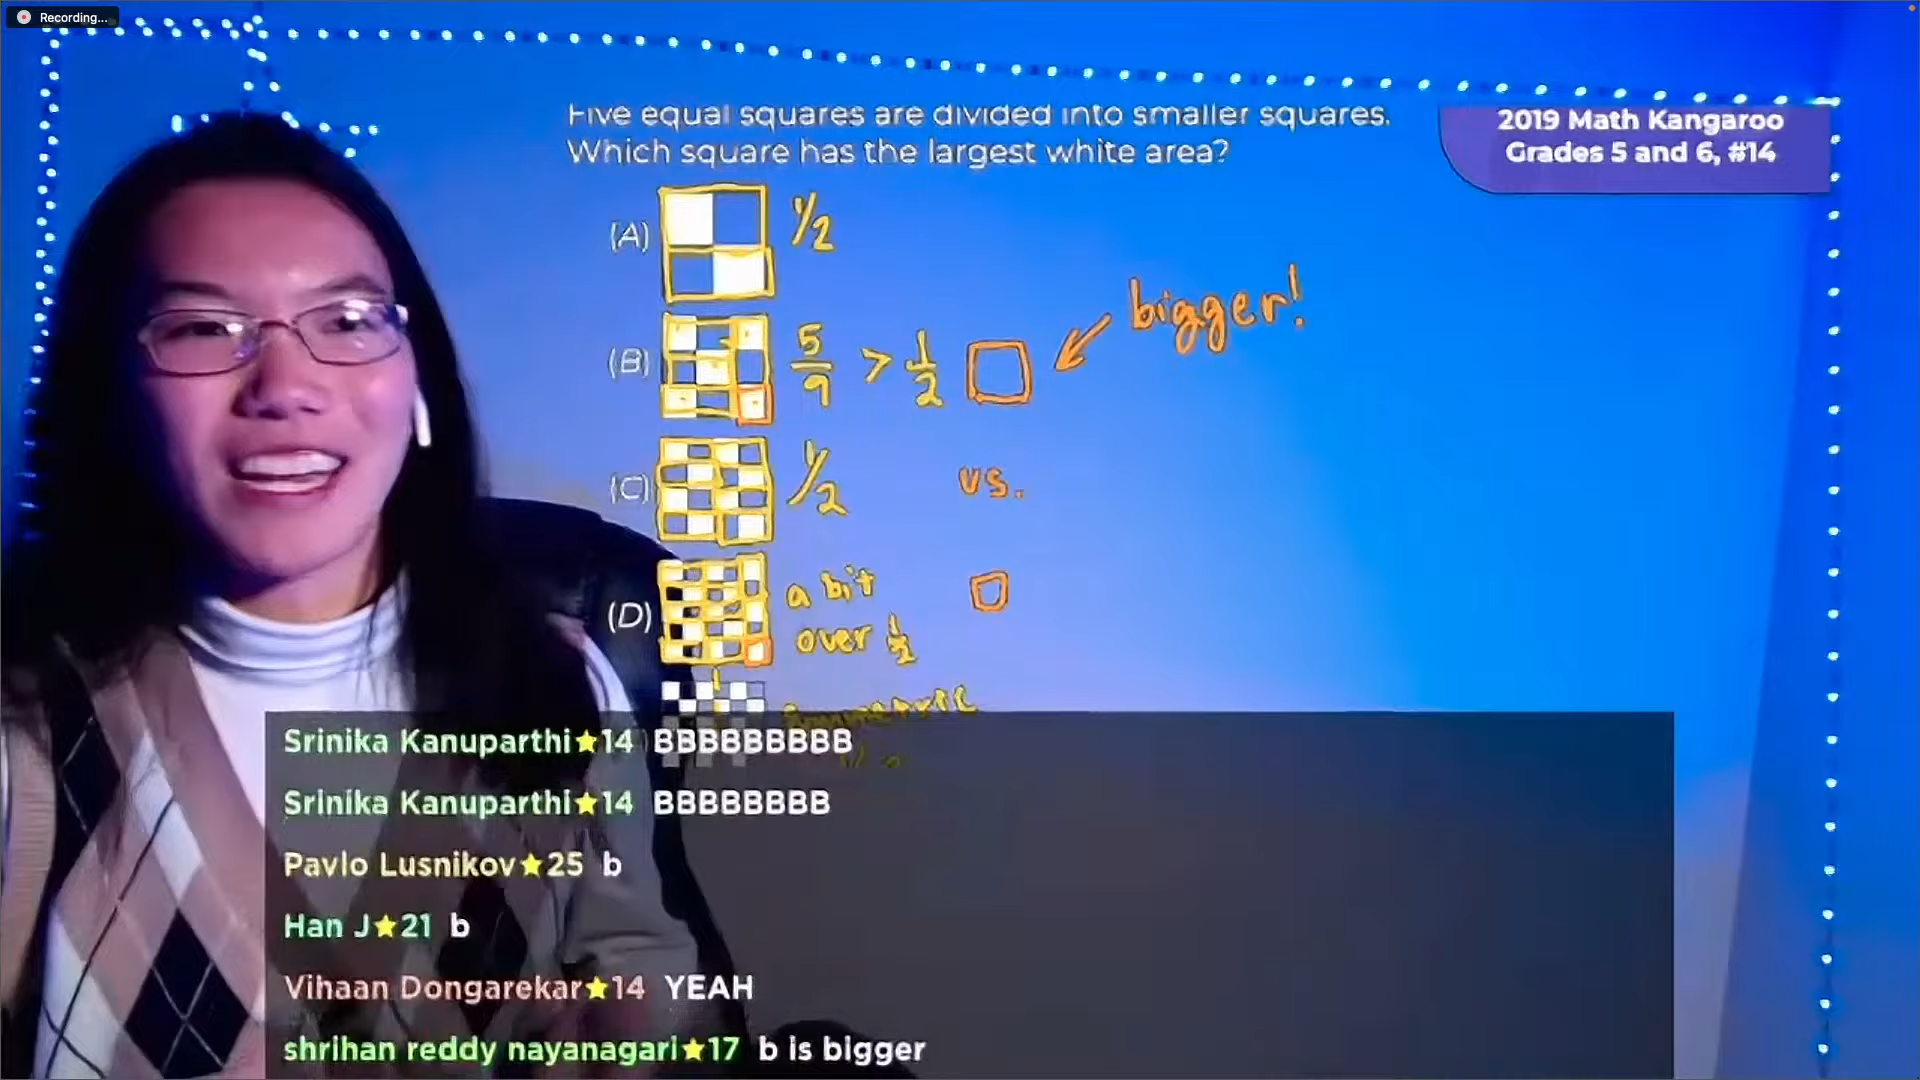 Recording...
Five equal squares are divided into smaller squares.
Which square has the largest white area?
2019 Math Kangaroo
Grades 5 and 6, #14
(A) 1/2
bigger!
(B) 5/9 > 1/2
(C) 1/2
vs.
(D) a bit
over 1/2
Srinika Kanuparthi★14 BBBBBBBBB
Srinika Kanuparthi★14 BBBBBBBB
Pavlo Lusnikov★25 b
Han J★21 b
Vihaan Dongarekar★14 YEAH
shrihan reddy nayanagari★17 b is bigger